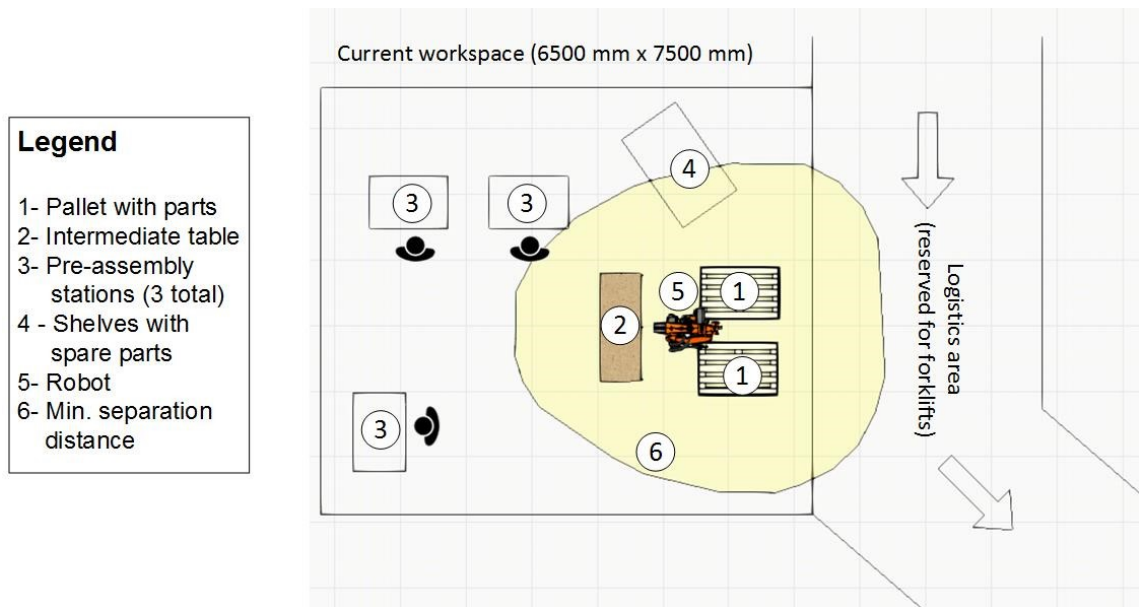 Current workspace (6500 mm x 7500 mm)
Legend
1- Pallet with parts
2- Intermediate table
3- Pre-assembly
stations (3 total)
4 - Shelves with
spare parts
5- Robot
6- Min. separation
distance
4
3
3
5
1
2
1
3
6
Logistics area
(reserved for forklifts)